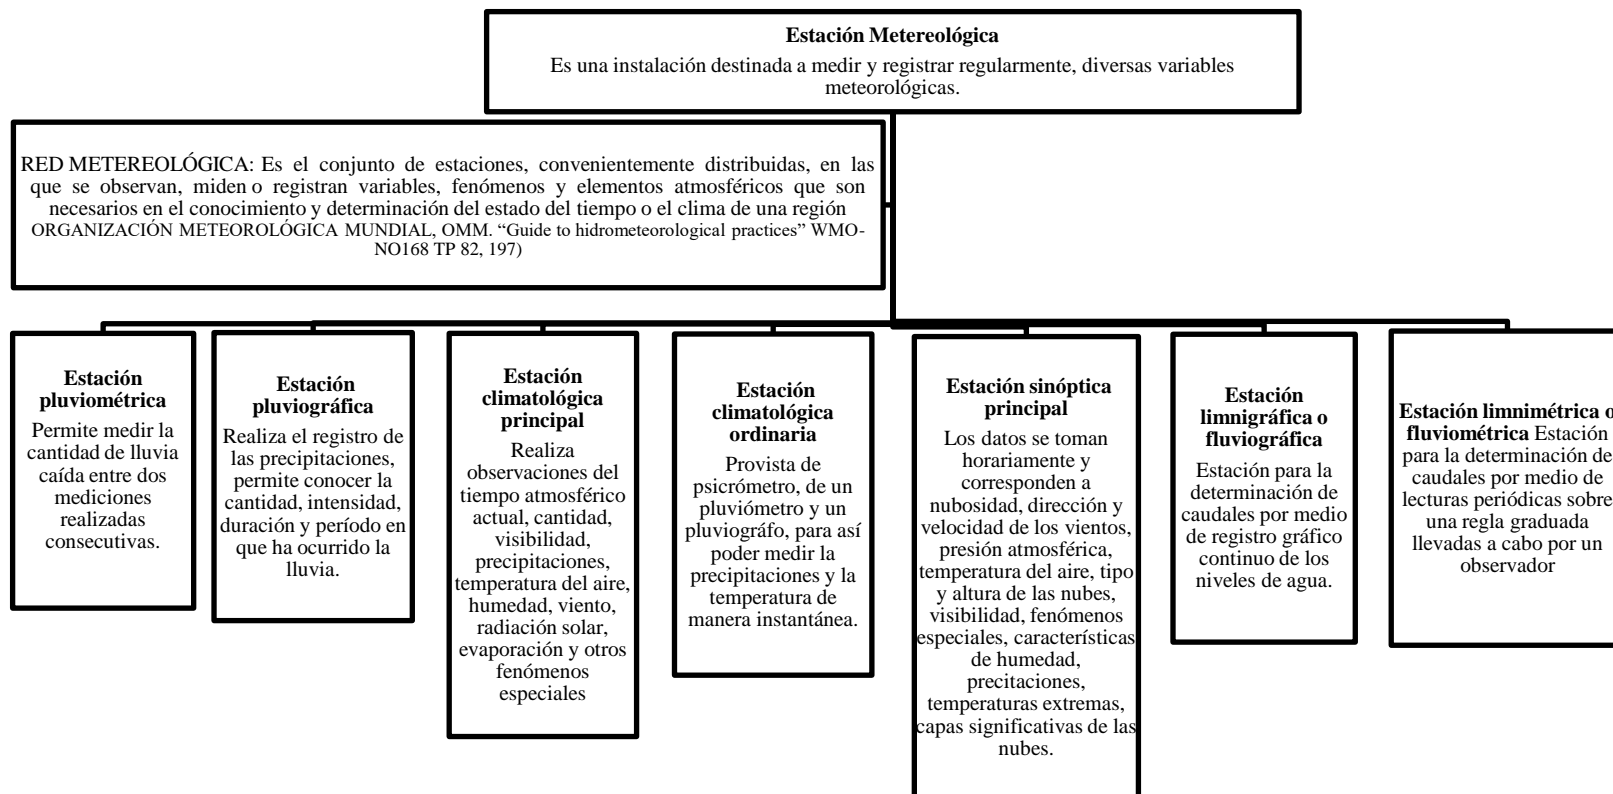 Estación Metereológica
Es una instalación destinada a medir y registrar regularmente, diversas variables
meteorológicas.
RED METEREOLÓGICA: Es el conjunto de estaciones, convenientemente distribuidas, en las
que se observan, miden o registran variables, fenómenos y elementos atmosféricos que son
necesarios en el conocimiento y determinación del estado del tiempo o el clima de una región
ORGANIZACIÓN METEOROLÓGICA MUNDIAL, OMM. “Guide to hidrometeorological practices” WMO-
NO168 TP 82, 197)
Estación
pluviométrica
Permite medir la
cantidad de lluvia
caída entre dos
mediciones
realizadas
consecutivas.
Estación
pluviográfica
Realiza el registro de
las precipitaciones,
permite conocer la
cantidad, intensidad,
duración y período en
que ha ocurrido la
lluvia.
Estación
climatológica
principal
Realiza
observaciones del
tiempo atmosférico
actual, cantidad,
visibilidad,
precipitaciones,
temperatura del aire,
humedad, viento,
radiación solar,
evaporación y otros
fenómenos
especiales
Estación
climatológica
ordinaria
Provista de
psicrómetro, de un
pluviómetro y un
pluviografo, para así
poder medir la
precipitaciones y la
temperatura de
manera instantánea.
Estación sinóptica
principal
Los datos se toman
horariamente y
corresponden a
nubosidad, dirección y
velocidad de los vientos,
presión atmosférica,
temperatura del aire, tipo
y altura de las nubes,
visibilidad, fenómenos
especiales, características
de humedad,
precitaciones,
temperaturas extremas,
capas significativas de las
nubes.
Estación
limnigráfica o
fluviográfica
Estación para la
determinación de
caudales por medio
de registro gráfico
continuo de los
niveles de agua.
Estación limnimétrica o
fluviométrica Estación
para la determinación de
caudales por medio de
lecturas periódicas sobre
una regla graduada
llevadas a cabo por un
observador